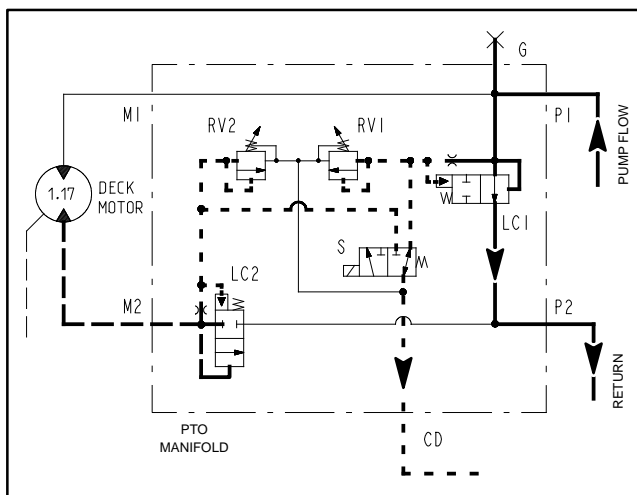 G
M1
P1
RV2
RV1
PUMP FLOW
1.17
DECK
MOTOR
LC1
S
LC2
M2
P2
RETURN
PTO
MANIFOLD
CD